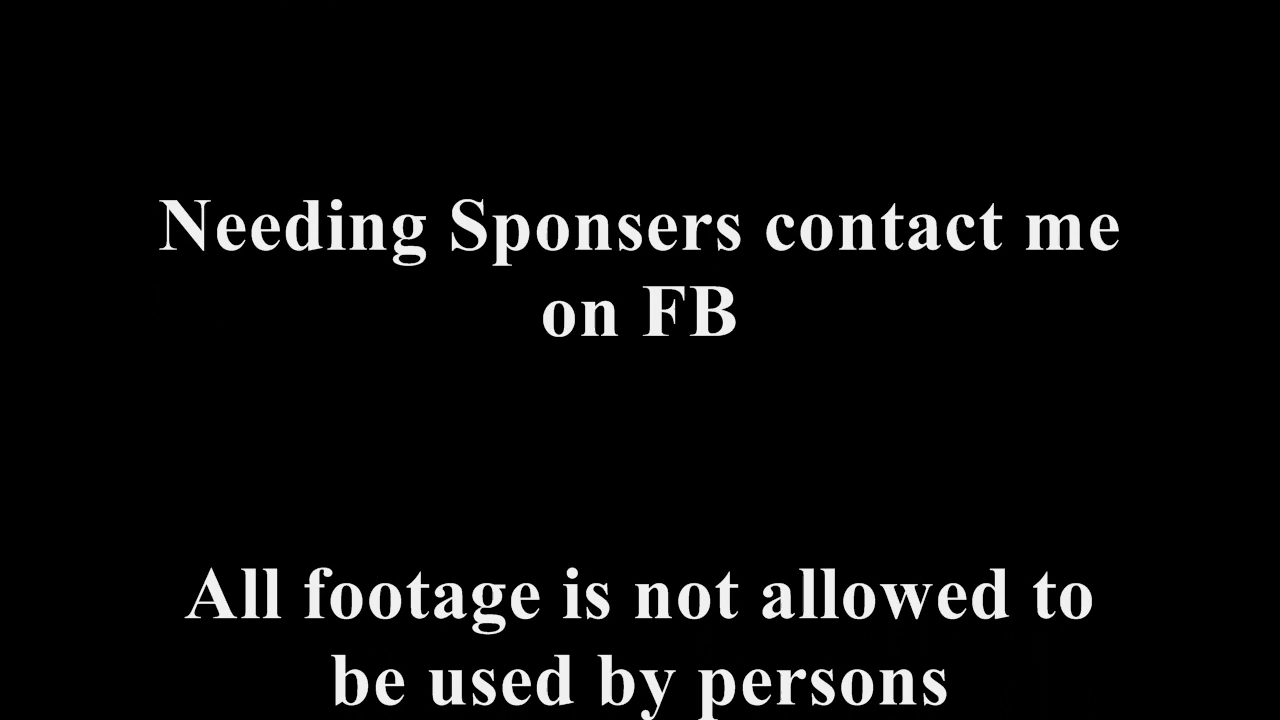 Needing Sponsers contact me
on FB
All footage is not allowed to
be used by persons